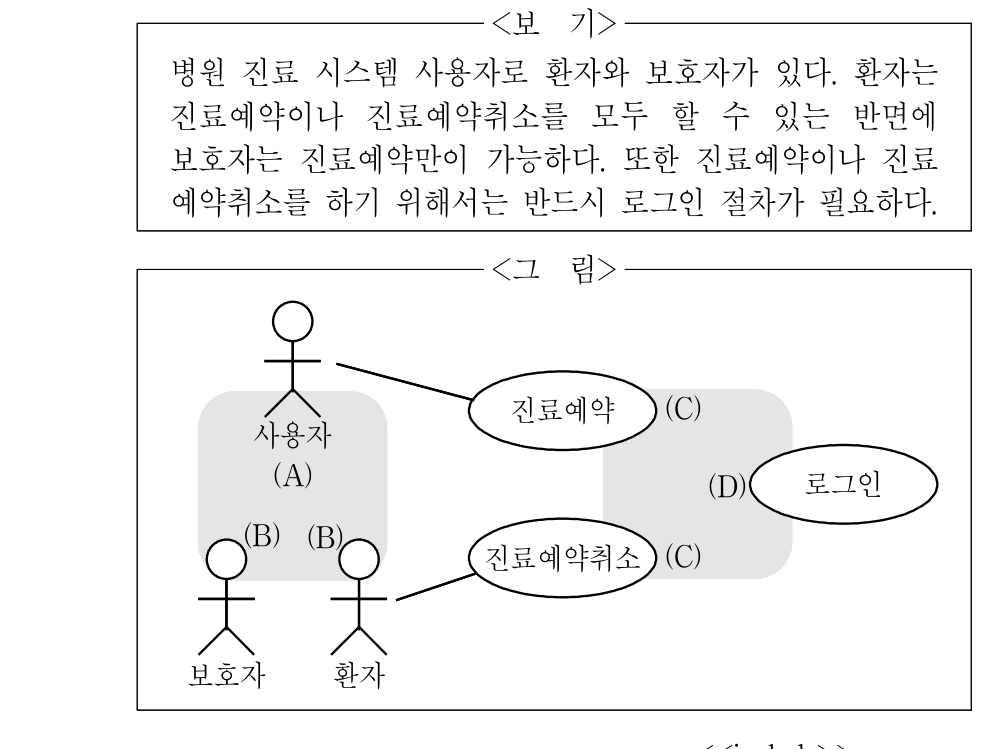 <보 기>
병원 진료 시스템 사용자로 환자와 보호자가 있다. 환자는
진료예약이나 진료예약취소를 모두 할 수 있는 반면에
보호자는 진료예약만이 가능하다. 또한 진료예약이나 진료
예약취소를 하기 위해서는 반드시 로그인 절차가 필요하다.
<그 림>
진료예약 (C)
사용자
(A)
(D) 로그인
(B) (B)
진료예약취소 (C)
보호자 환자